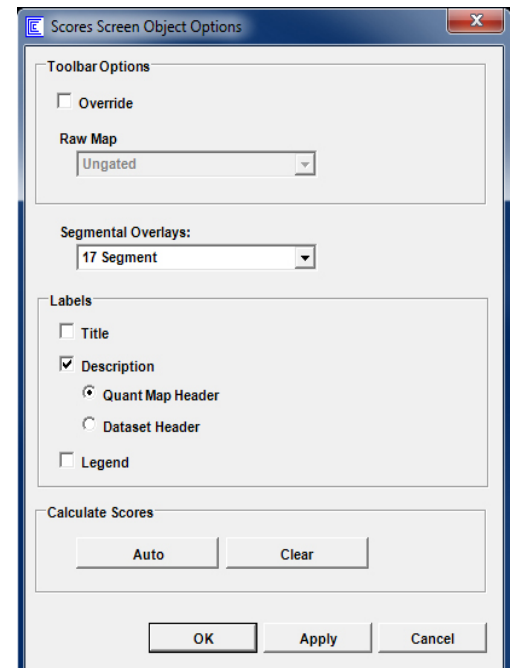 Scores Screen Object Options
Toolbar Options
Override
Raw Map
Ungated
Segmental Overlays:
17 Segment
Labels
Title
Description
Quant Map Header
Dataset Header
Legend
Calculate Scores
Auto Clear
OK Apply Cancel